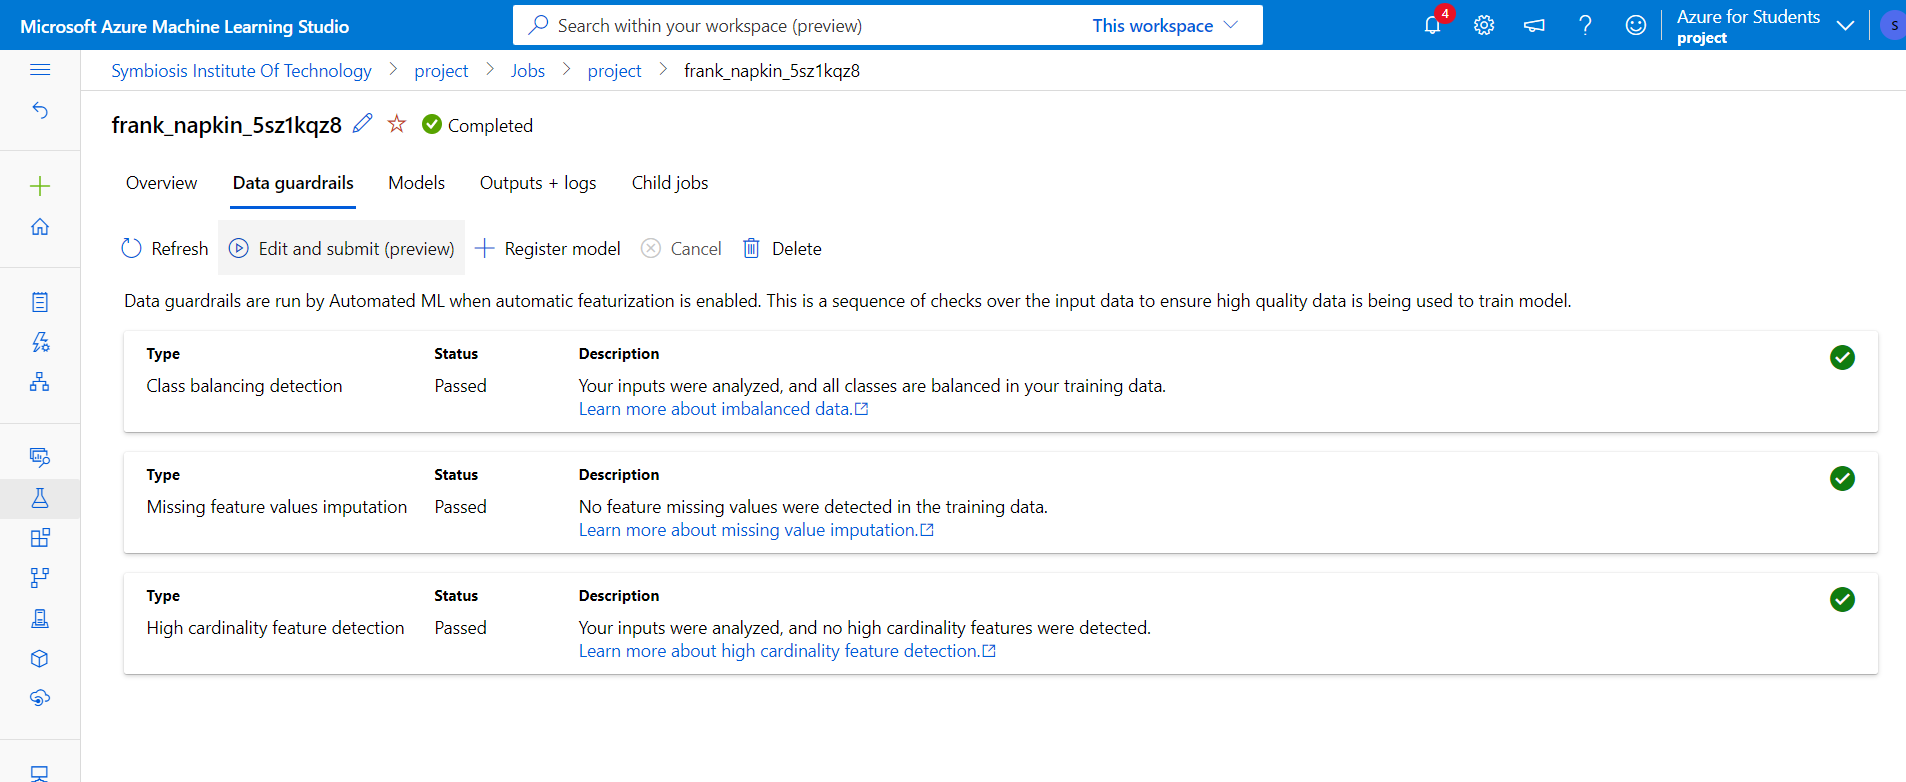 Microsoft Azure Machine Learning Studio
Search within your workspace (preview) This workspace
4
Azure for Students
project
S
Symbiosis Institute Of Technology > project > Jobs > project > frank_napkin_5sz1kqz8
frank_napkin_5sz1kqz8 Completed
Overview Data guardrails Models Outputs + logs Child jobs
Refresh Edit and submit (preview) Register model Cancel Delete
Data guardrails are run by Automated ML when automatic featurization is enabled. This is a sequence of checks over the input data to ensure high quality data is being used to train model.
Type Status Description
Class balancing detection Passed Your inputs were analyzed, and all classes are balanced in your training data.
Learn more about imbalanced data.
Type Status Description
Missing feature values imputation Passed No feature missing values were detected in the training data.
Learn more about missing value imputation.
Type Status Description
High cardinality feature detection Passed Your inputs were analyzed, and no high cardinality features were detected.
Learn more about high cardinality feature detection.